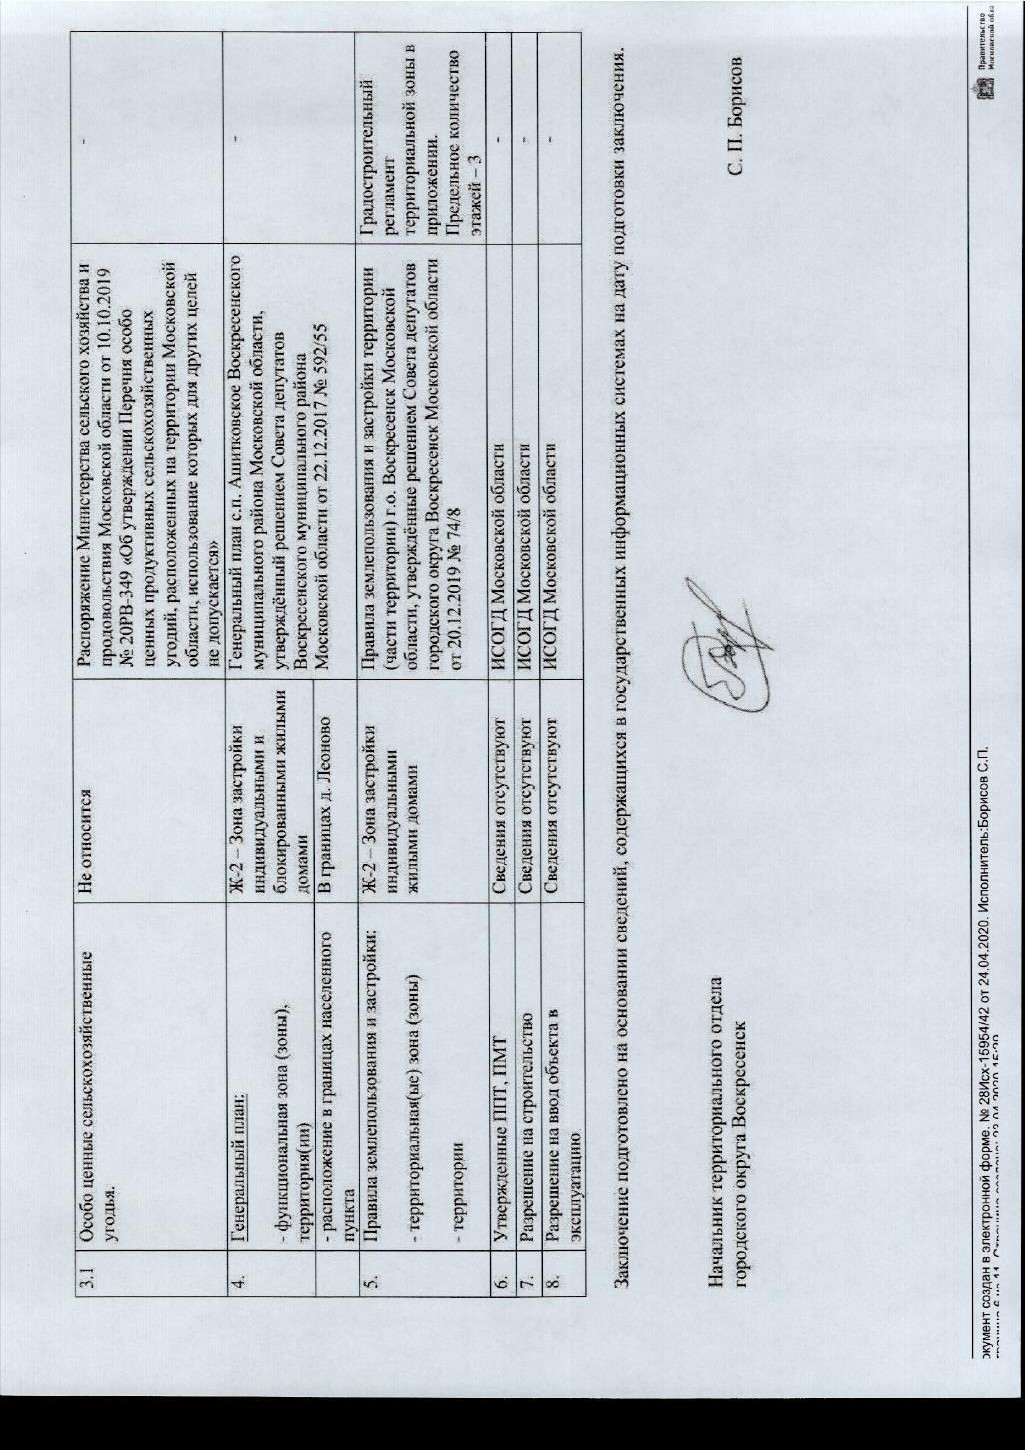 3.1
Особо ценные сельскохозяйственные
угодья.
Не относится
Распоряжение Министерства сельского хозяйства и
продовольствия Московской области от 10.10.2019
№ 20РВ-349 «Об утверждении Перечня особо
ценных продуктивных сельскохозяйственных
угодий, расположенных на территории Московской
области, использование которых для других целей
не допускается»
-
4.
Генеральный план:
- функциональная зона (зоны),
территория(ии)
Ж-2 – Зона застройки
индивидуальными и
блокированными жилыми
домами
- расположение в границах населенного
пункта
В границах д. Леоново
Генеральный план с.п. Ашитковское Воскресенского
муниципального района Московской области,
утверждённый решением Совета депутатов
Воскресенского муниципального района
Московской области от 22.12.2017 № 592/55
-
5.
Правила землепользования и застройки:
- территориальная(ые) зона (зоны)
- территории
Ж-2 – Зона застройки
индивидуальными
жилыми домами
Правила землепользования и застройки территории
(части территории) г.о. Воскресенск Московской
области, утверждённые решением Совета депутатов
городского округа Воскресенск Московской области
от 20.12.2019 № 74/8
Градостроительный
регламент
территориальной зоны в
приложении.
Предельное количество
этажей – 3
6.
Утвержденные ППТ, ПМТ
Сведения отсутствуют
ИСОГД Московской области
-
7.
Разрешение на строительство
Сведения отсутствуют
ИСОГД Московской области
-
8.
Разрешение на ввод объекта в
эксплуатацию
Сведения отсутствуют
ИСОГД Московской области
-
Заключение подготовлено на основании сведений, содержащихся в государственных информационных системах на дату подготовки заключения.
Начальник территориального отдела
городского округа Воскресенск
С. П. Борисов
окумент создан в электронной форме. № 28Исх-15954/42 от 24.04.2020. Исполнитель:Борисов С.П.
Правительство
Московской обла